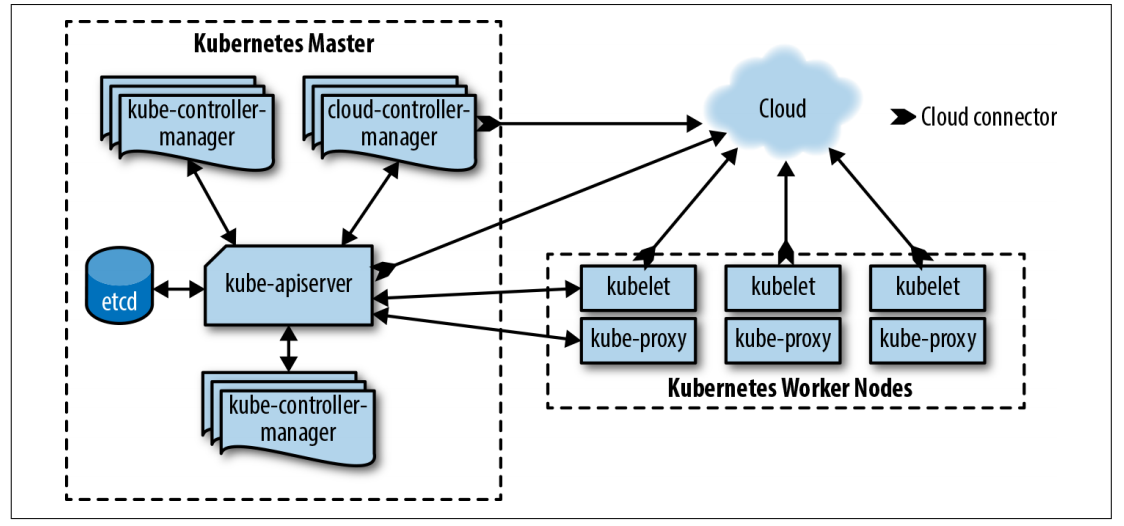 Kubernetes Master
kube-controller-
manager
cloud-controller-
manager
Cloud
Cloud connector
etcd
kube-apiserver
kubelet
kubelet
kubelet
kube-proxy
kube-proxy
kube-proxy
Kubernetes Worker Nodes
kube-controller-
manager